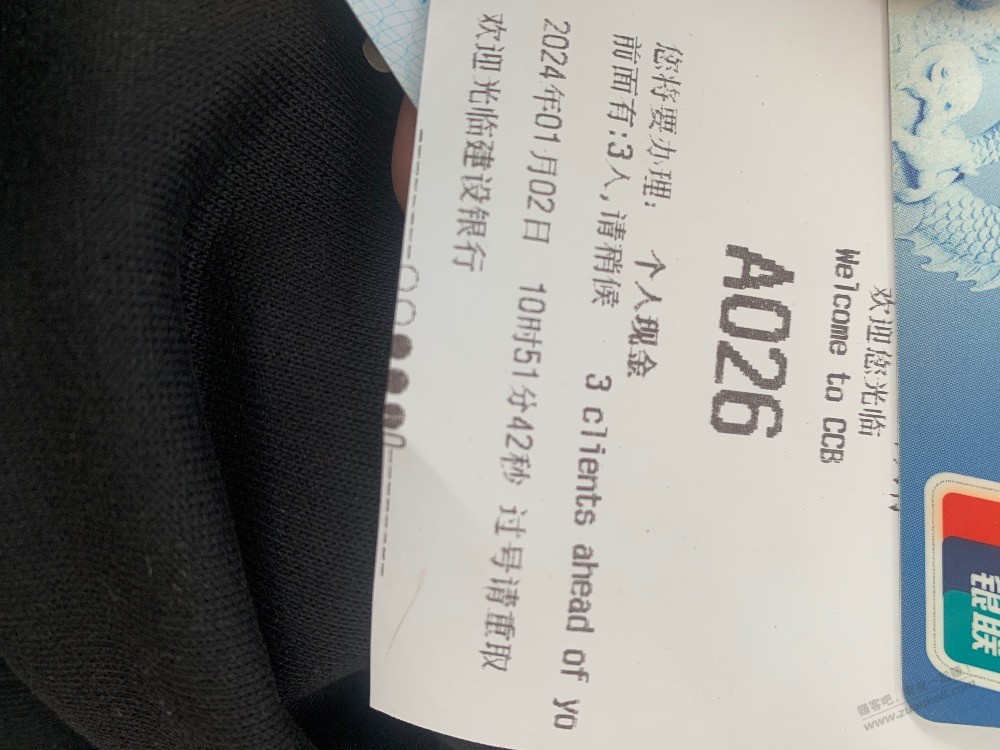 欢迎您光临
Welcome to CCB
A026
您将要办理: 个人现金
前面有:3人,请稍候 3 clients ahead of yo
2024年01月02日 10时51分42秒 过号请重取
欢迎光临建设银行
银联